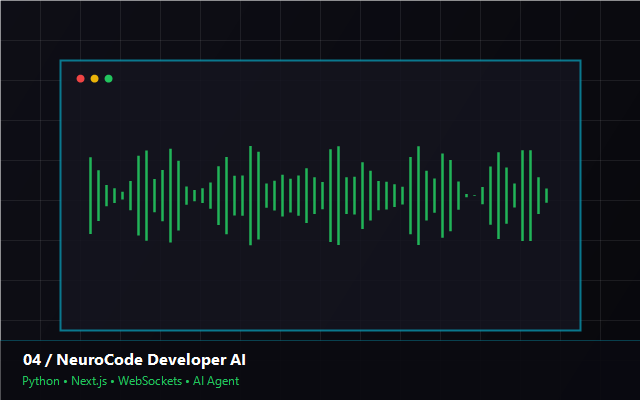 04 / NeuroCode Developer AI
Python • Next.js • WebSockets • AI Agent